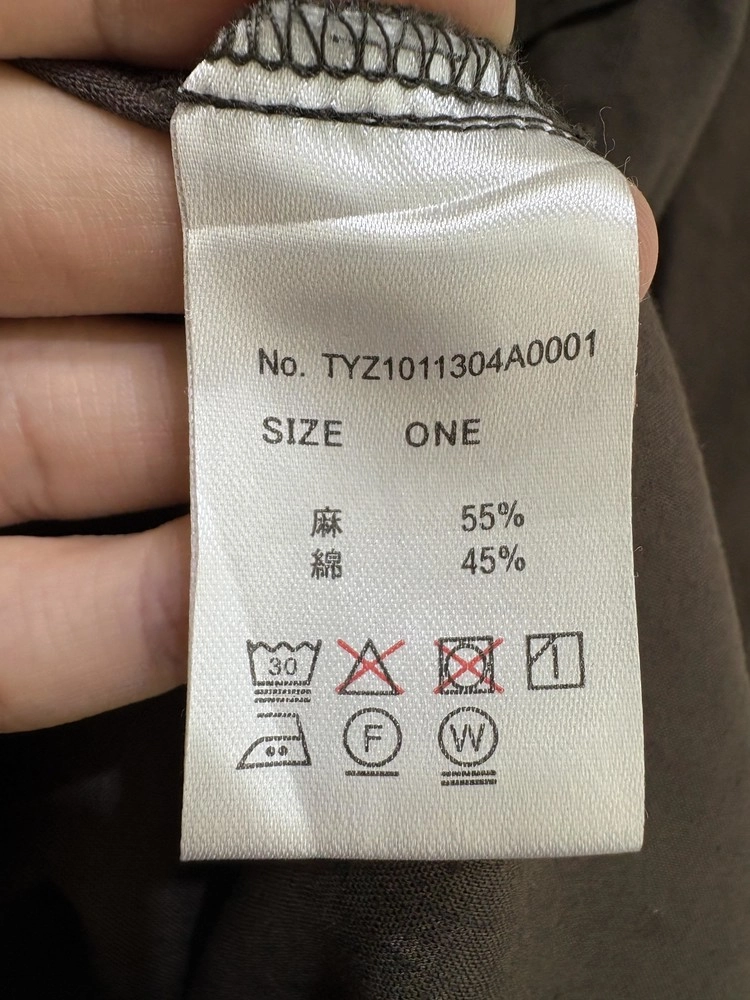 No. TYZ1011304A0001
SIZE ONE
麻 55%
綿 45%
30
F W